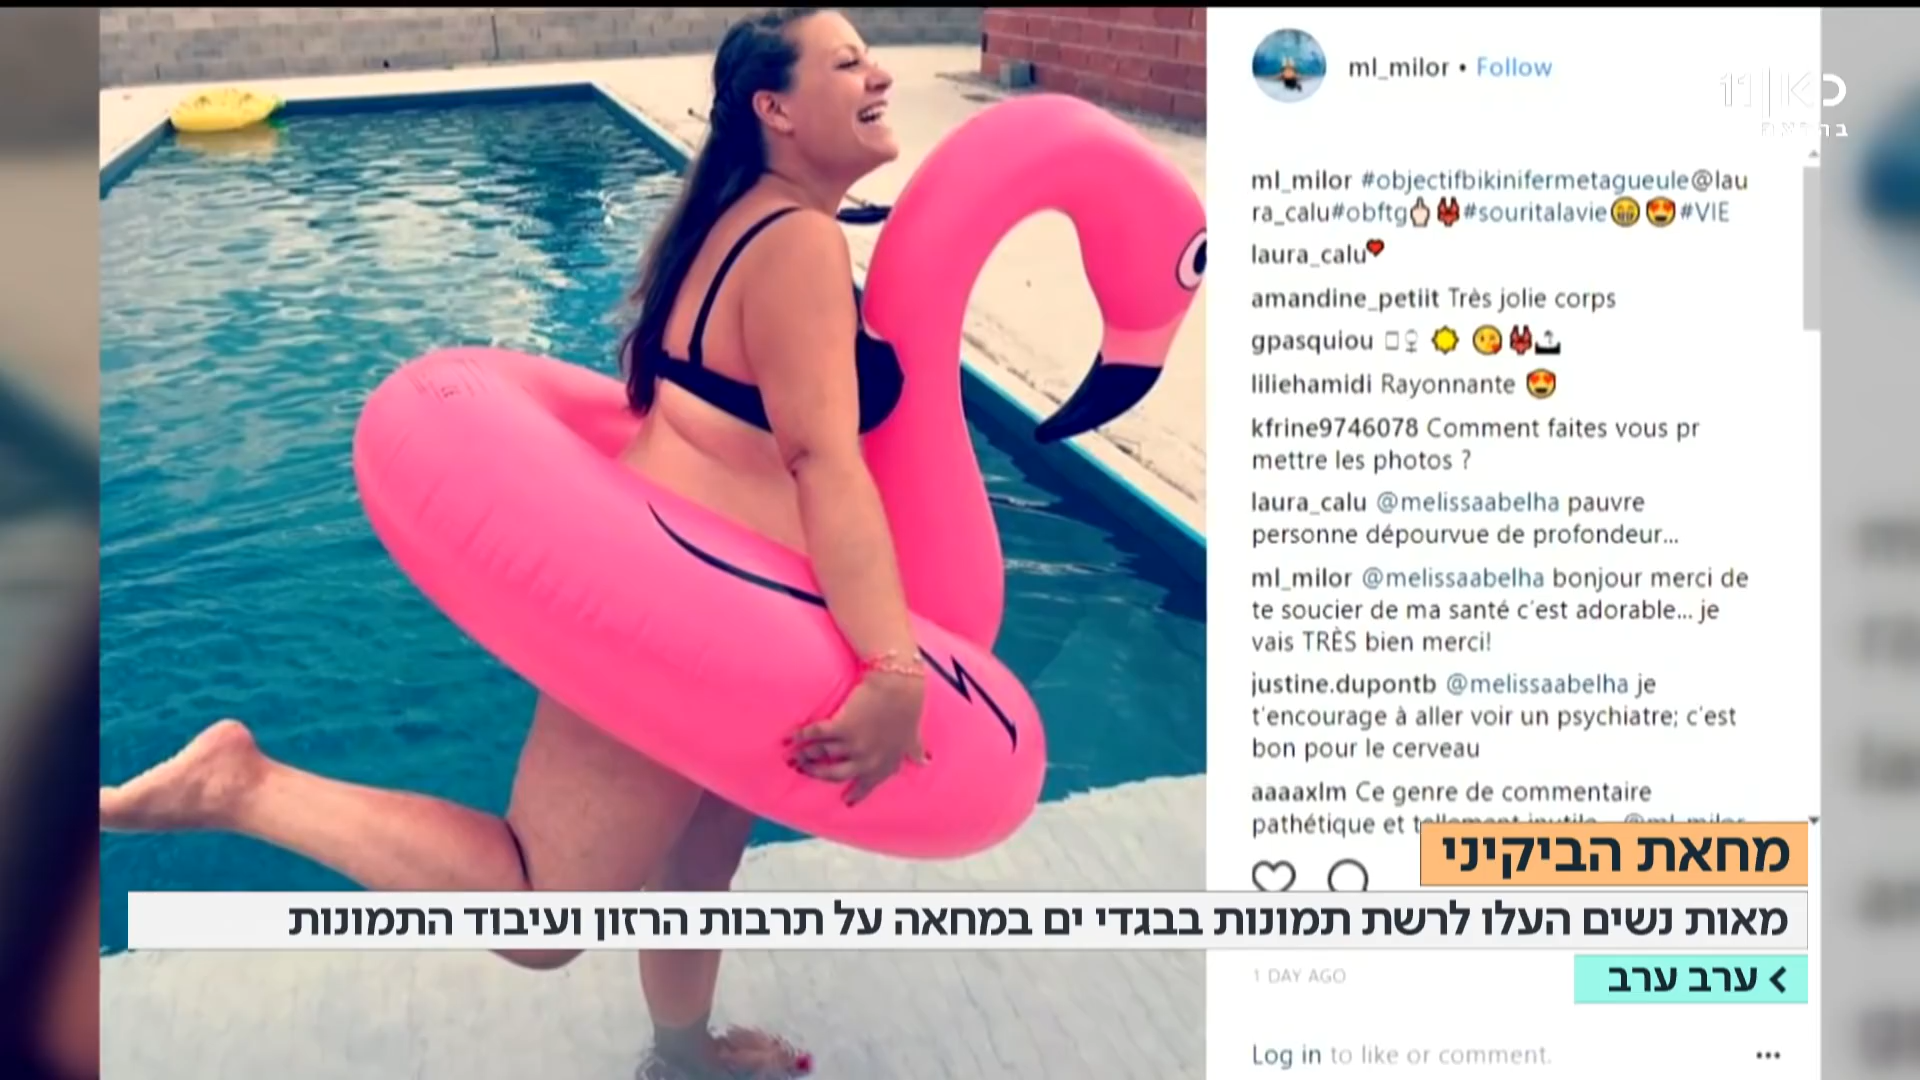 ml_milor • Follow
כאן 11
ml_milor #objectifbikinifermetagueule@lau
ra_calu#obftg🖕👙#souritalavie😁😍#VIE
laura_calu❤
amandine_petiit Très jolie corps
gpasquiou
liliehamidi Rayonnante 😍
kfrine9746078 Comment faites vous pr
mettre les photos ?
laura_calu @melissaabelha pauvre
personne dépourvue de profondeur...
ml_milor @melissaabelha bonjour merci de
te soucier de ma santé c'est adorable... je
vais TRÈS bien merci!
justine.dupontb @melissaabelha je
t'encourage à aller voir un psychiatre; c'est
bon pour le cerveau
aaaaxlm Ce genre de commentaire
pathétique et
מחאת הביקיני
מאות נשים העלו לרשת תמונות בבגדי ים במחאה על תרבות הרזון ועיבוד התמונות
ערב ערב
1 DAY AGO
Log in to like or comment.